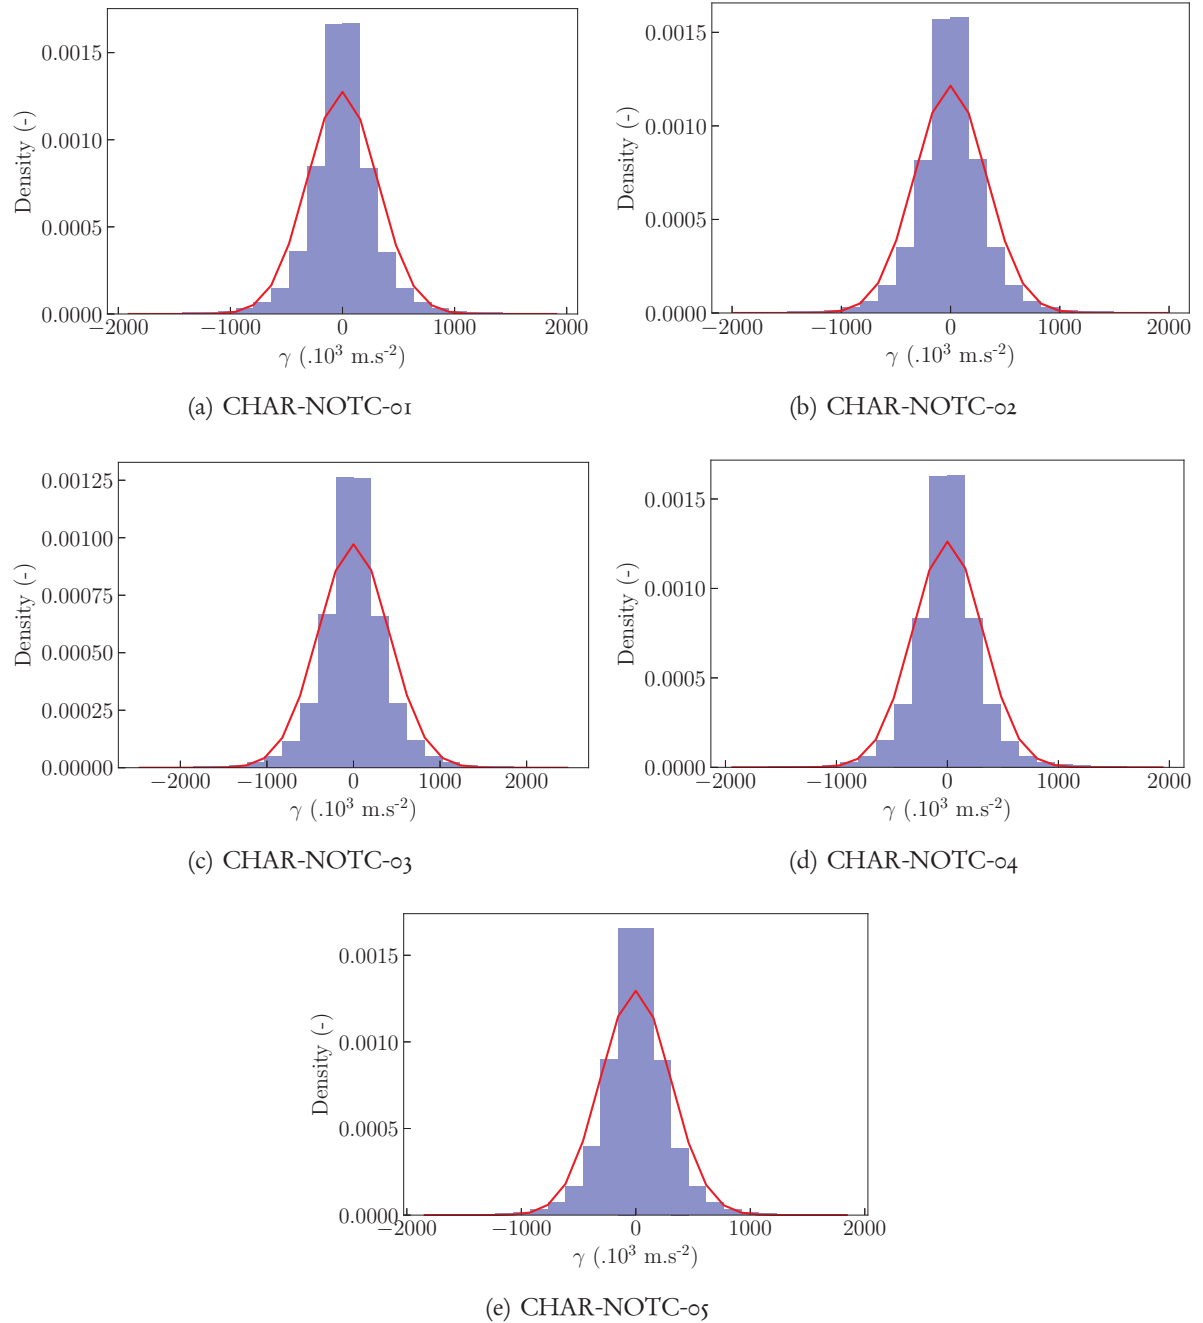 0.0015
0.0010
0.0005
0.0000
Density (-)
−2000 −1000 0 1000 2000
γ (.10³ m.s⁻²)
(a) CHAR-NOTC-01
0.0015
0.0010
0.0005
0.0000
Density (-)
−2000 −1000 0 1000 2000
γ (.10³ m.s⁻²)
(b) CHAR-NOTC-02
0.00125
0.00100
0.00075
0.00050
0.00025
0.00000
Density (-)
−2000 −1000 0 1000 2000
γ (.10³ m.s⁻²)
(c) CHAR-NOTC-03
0.0015
0.0010
0.0005
0.0000
Density (-)
−2000 −1000 0 1000 2000
γ (.10³ m.s⁻²)
(d) CHAR-NOTC-04
0.0015
0.0010
0.0005
0.0000
Density (-)
−2000 −1000 0 1000 2000
γ (.10³ m.s⁻²)
(e) CHAR-NOTC-05